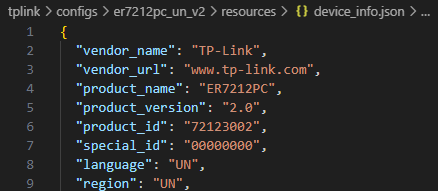 tplink > configs > er7212pc_un_v2 > resources > {} device_info.json > ...
1 {
2 "vendor_name": "TP-Link",
3 "vendor_url": "www.tp-link.com",
4 "product_name": "ER7212PC",
5 "product_version": "2.0",
6 "product_id": "72123002",
7 "special_id": "00000000",
8 "language": "UN",
9 "region": "UN",